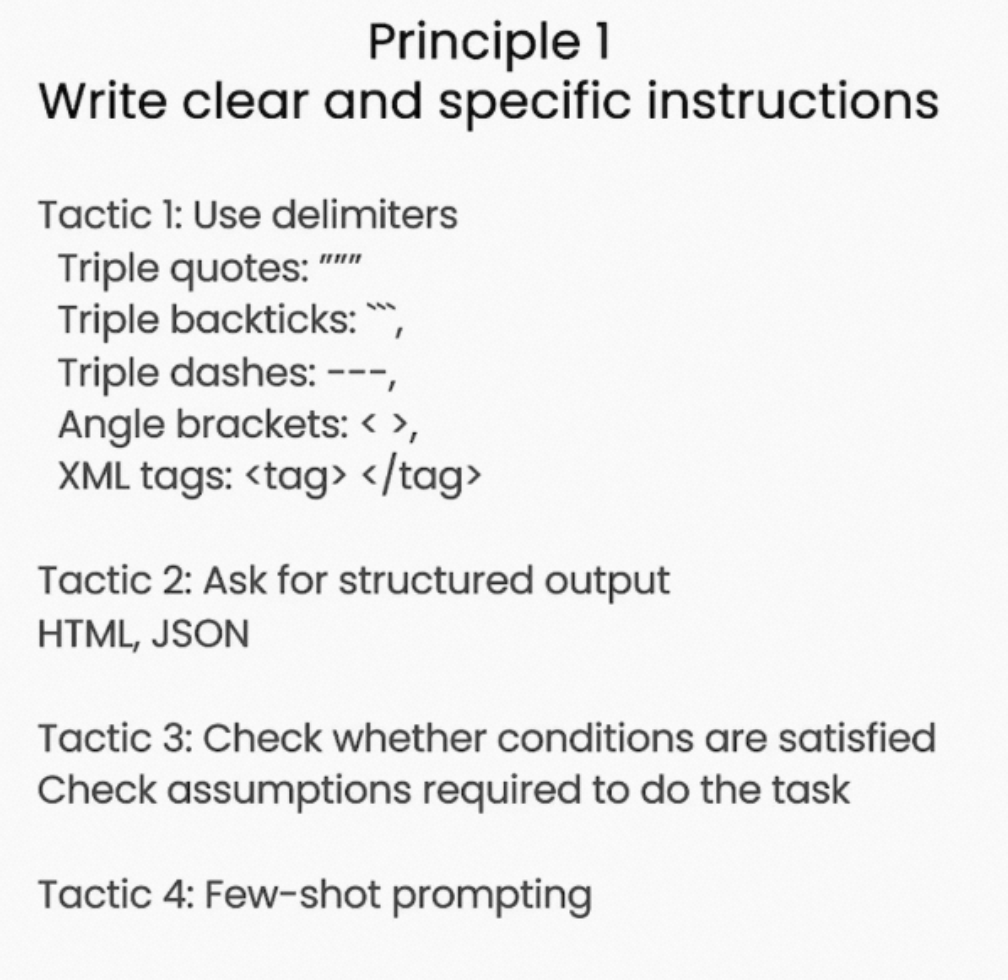 Principle 1
Write clear and specific instructions
Tactic 1: Use delimiters
Triple quotes: """
Triple backticks: ```,
Triple dashes: ---,
Angle brackets: < >,
XML tags: <tag> </tag>
Tactic 2: Ask for structured output
HTML, JSON
Tactic 3: Check whether conditions are satisfied
Check assumptions required to do the task
Tactic 4: Few-shot prompting